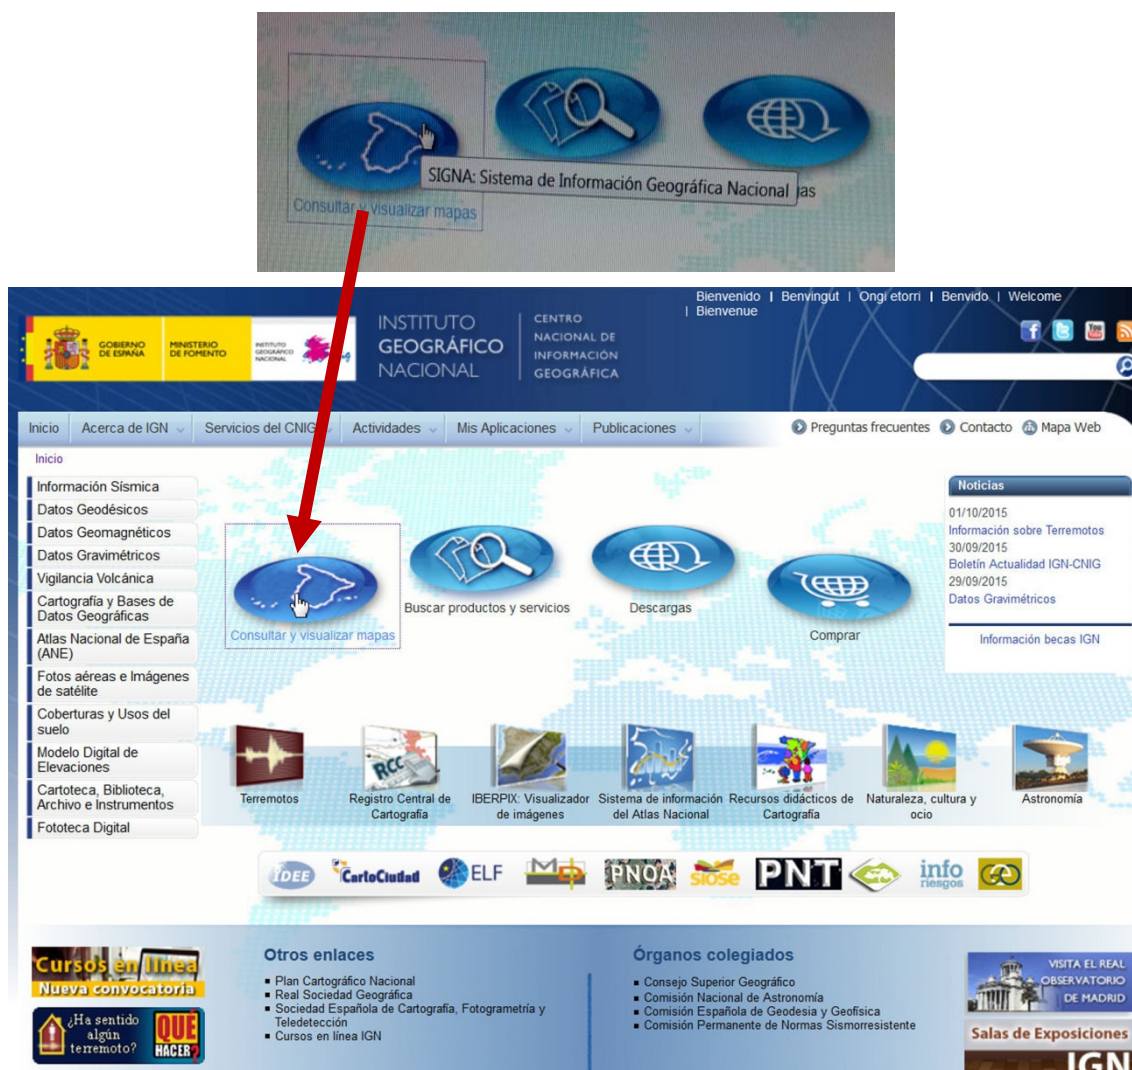 SIGNA: Sistema de Información Geográfica Nacional
gas
Consultar y visualizar mapas
Bienvenido | Benvingut | Ongi etorri | Benvido | Welcome
| Bienvenue
GOBIERNO
DE ESPAÑA
MINISTERIO
DE FOMENTO
INSTITUTO
GEOGRÁFICO
NACIONAL
INSTITUTO
GEOGRÁFICO
NACIONAL
CENTRO
NACIONAL DE
INFORMACIÓN
GEOGRÁFICA
Inicio Acerca de IGN Servicios del CNIG Actividades Mis Aplicaciones Publicaciones Preguntas frecuentes Contacto Mapa Web
Inicio
Información Sísmica
Datos Geodésicos
Datos Geomagnéticos
Datos Gravimétricos
Vigilancia Volcánica
Cartografía y Bases de
Datos Geográficas
Atlas Nacional de España
(ANE)
Fotos aéreas e Imágenes
de satélite
Coberturas y Usos del
suelo
Modelo Digital de
Elevaciones
Cartoteca, Biblioteca,
Archivo e Instrumentos
Fototeca Digital
Consultar y visualizar mapas
Buscar productos y servicios
Descargas
Comprar
Noticias
01/10/2015
Información sobre Terremotos
30/09/2015
Boletín Actualidad IGN-CNIG
29/09/2015
Datos Gravimétricos
Información becas IGN
RCC
Terremotos
Registro Central de
Cartografía
IBERPIX: Visualizador
de imágenes
Sistema de información
del Atlas Nacional
Recursos didácticos de
Cartografía
Naturaleza, cultura y
ocio
Astronomía
IDEE CartoCiudad ELF PNOA siose PNT info
riesgos
Cursos en línea
Nueva convocatoria
¿Ha sentido
algún
terremoto?
QUÉ
HACER?
Otros enlaces
Plan Cartográfico Nacional
Real Sociedad Geográfica
Sociedad Española de Cartografía, Fotogrametría y
Teledetección
Cursos en línea IGN
Órganos colegiados
Consejo Superior Geográfico
Comisión Nacional de Astronomía
Comisión Española de Geodesia y Geofísica
Comisión Permanente de Normas Sismorresistente
VISITA EL REAL
OBSERVATORIO
DE MADRID
Salas de Exposiciones
IGN